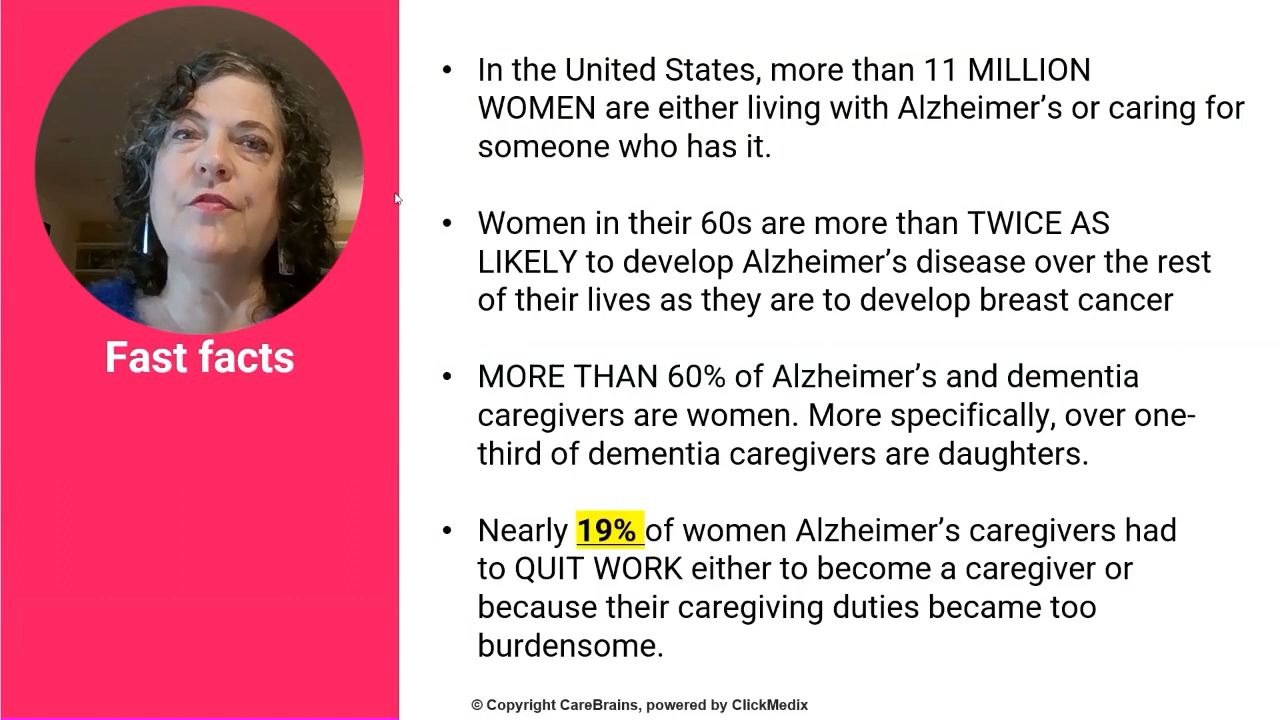 Fast facts
• In the United States, more than 11 MILLION
WOMEN are either living with Alzheimer’s or caring for
someone who has it.
• Women in their 60s are more than TWICE AS
LIKELY to develop Alzheimer’s disease over the rest
of their lives as they are to develop breast cancer
• MORE THAN 60% of Alzheimer’s and dementia
caregivers are women. More specifically, over one-
third of dementia caregivers are daughters.
• Nearly 19% of women Alzheimer’s caregivers had
to QUIT WORK either to become a caregiver or
because their caregiving duties became too
burdensome.
© Copyright CareBrains, powered by ClickMedix